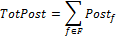 TotPost = ∑_{f∈F} Post_f